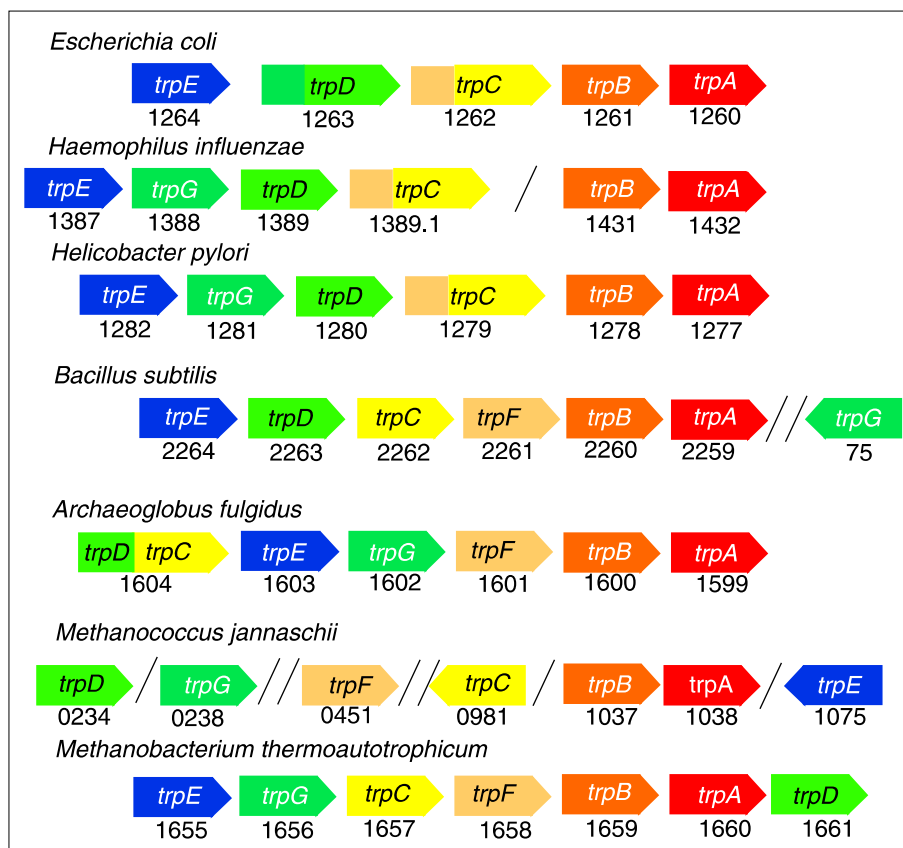 Escherichia coli
trpE trpD trpC trpB trpA
1264 1263 1262 1261 1260
Haemophilus influenzae
trpE trpG trpD trpC trpB trpA
1387 1388 1389 1389.1 1431 1432
Helicobacter pylori
trpE trpG trpD trpC trpB trpA
1282 1281 1280 1279 1278 1277
Bacillus subtilis
trpE trpD trpC trpF trpB trpA trpG
2264 2263 2262 2261 2260 2259 75
Archaeoglobus fulgidus
trpD trpC trpE trpG trpF trpB trpA
1604 1603 1602 1601 1600 1599
Methanococcus jannaschii
trpD trpG trpF trpC trpB trpA trpE
0234 0238 0451 0981 1037 1038 1075
Methanobacterium thermoautotrophicum
trpE trpG trpC trpF trpB trpA trpD
1655 1656 1657 1658 1659 1660 1661